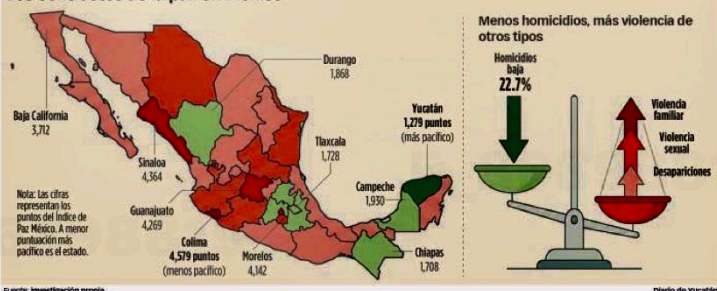 Durango
1,868
Baja California
3,712
Sinaloa
4,364
Tlaxcala
1,728
Yucatán
1,279 puntos
(más pacífico)
Campeche
1,930
Guanajuato
4,269
Colima
4,579 puntos
(menos pacífico)
Morelos
4,142
Chiapas
1,708
Nota: Las cifras
representan los
puntos del Índice de
Paz México. A menor
puntuación más
pacífico es el estado.
Menos homicidios, más violencia de
otros tipos
Homicidios
baja
22.7%
Violencia
familiar
Violencia
sexual
Desapariciones
Fuente: investigación propia
Diario de Yucatán